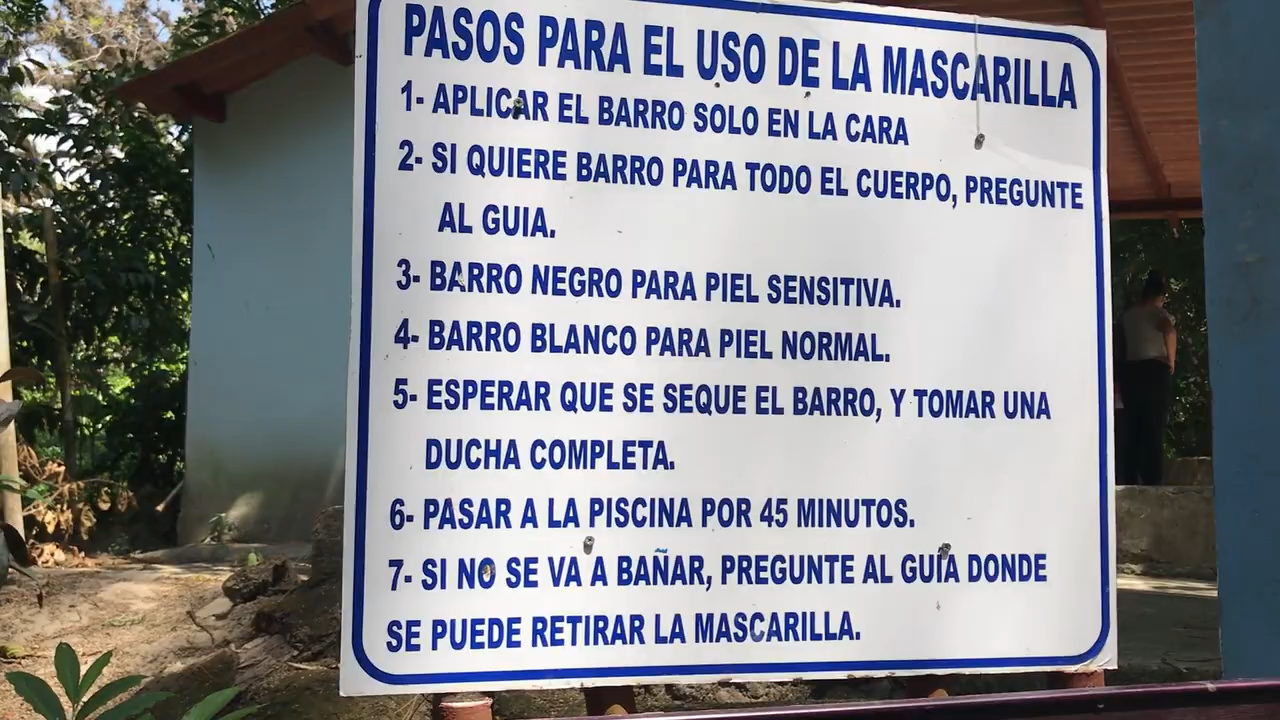 PASOS PARA EL USO DE LA MASCARILLA
1- APLICAR EL BARRO SOLO EN LA CARA
2- SI QUIERE BARRO PARA TODO EL CUERPO, PREGUNTE
AL GUIA.
3- BARRO NEGRO PARA PIEL SENSITIVA.
4- BARRO BLANCO PARA PIEL NORMAL.
5- ESPERAR QUE SE SEQUE EL BARRO, Y TOMAR UNA
DUCHA COMPLETA.
6- PASAR A LA PISCINA POR 45 MINUTOS.
7- SI NO SE VA A BAÑAR, PREGUNTE AL GUIA DONDE
SE PUEDE RETIRAR LA MASCARILLA.